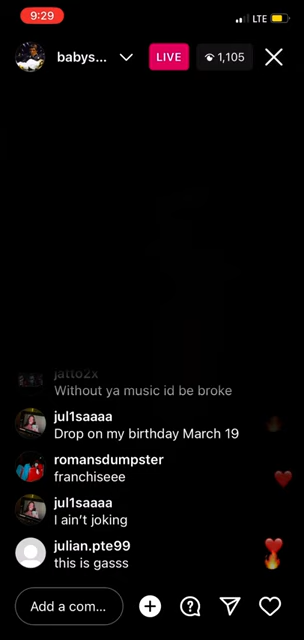 9:29
LTE
babys...
LIVE
1,105
jatto2x
Without ya music id be broke
jul1saaaa
Drop on my birthday March 19
romansdumpster
franchiseee
jul1saaaa
I ain't joking
julian.pte99
this is gasss
Add a com...